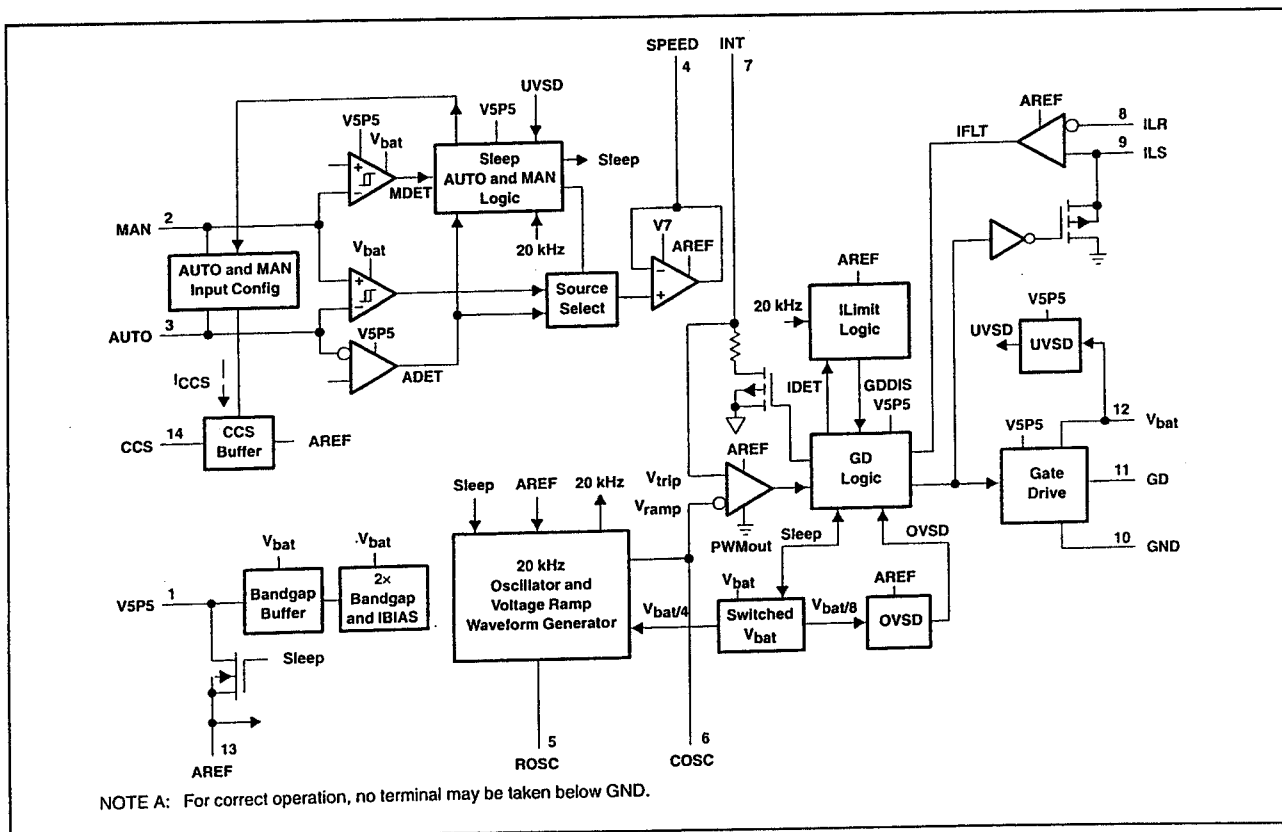 SPEED INT
4 7
UVSD
V5P5
AREF
V5P5
Vbat
IFLT
8 ILR
9 ILS
Sleep
AUTO and MAN
Logic
Sleep
MDET
MAN 2
V7
AREF
20 kHz
Vbat
AUTO and MAN
Input Config
AREF
ILimit
Logic
20 kHz
Source
Select
V5P5
UVSD
UVSD
AUTO 3
V5P5
ADET
ICCS
IDET
GDDIS
V5P5
12 Vbat
CCS 14
CCS
Buffer
AREF
V5P5
AREF
GD
Logic
Gate
Drive
11 GD
Vtrip
Vramp
Sleep AREF 20 kHz
PWMout
Sleep
OVSD
10 GND
Vbat
.Vbat
20 kHz
Oscillator and
Voltage Ramp
Waveform Generator
Vbat
AREF
V5P5 1
Bandgap
Buffer
2×
Bandgap
and IBIAS
Vbat/4
Switched
Vbat
Vbat/8
OVSD
Sleep
13
AREF
5
ROSC
6
COSC
NOTE A: For correct operation, no terminal may be taken below GND.